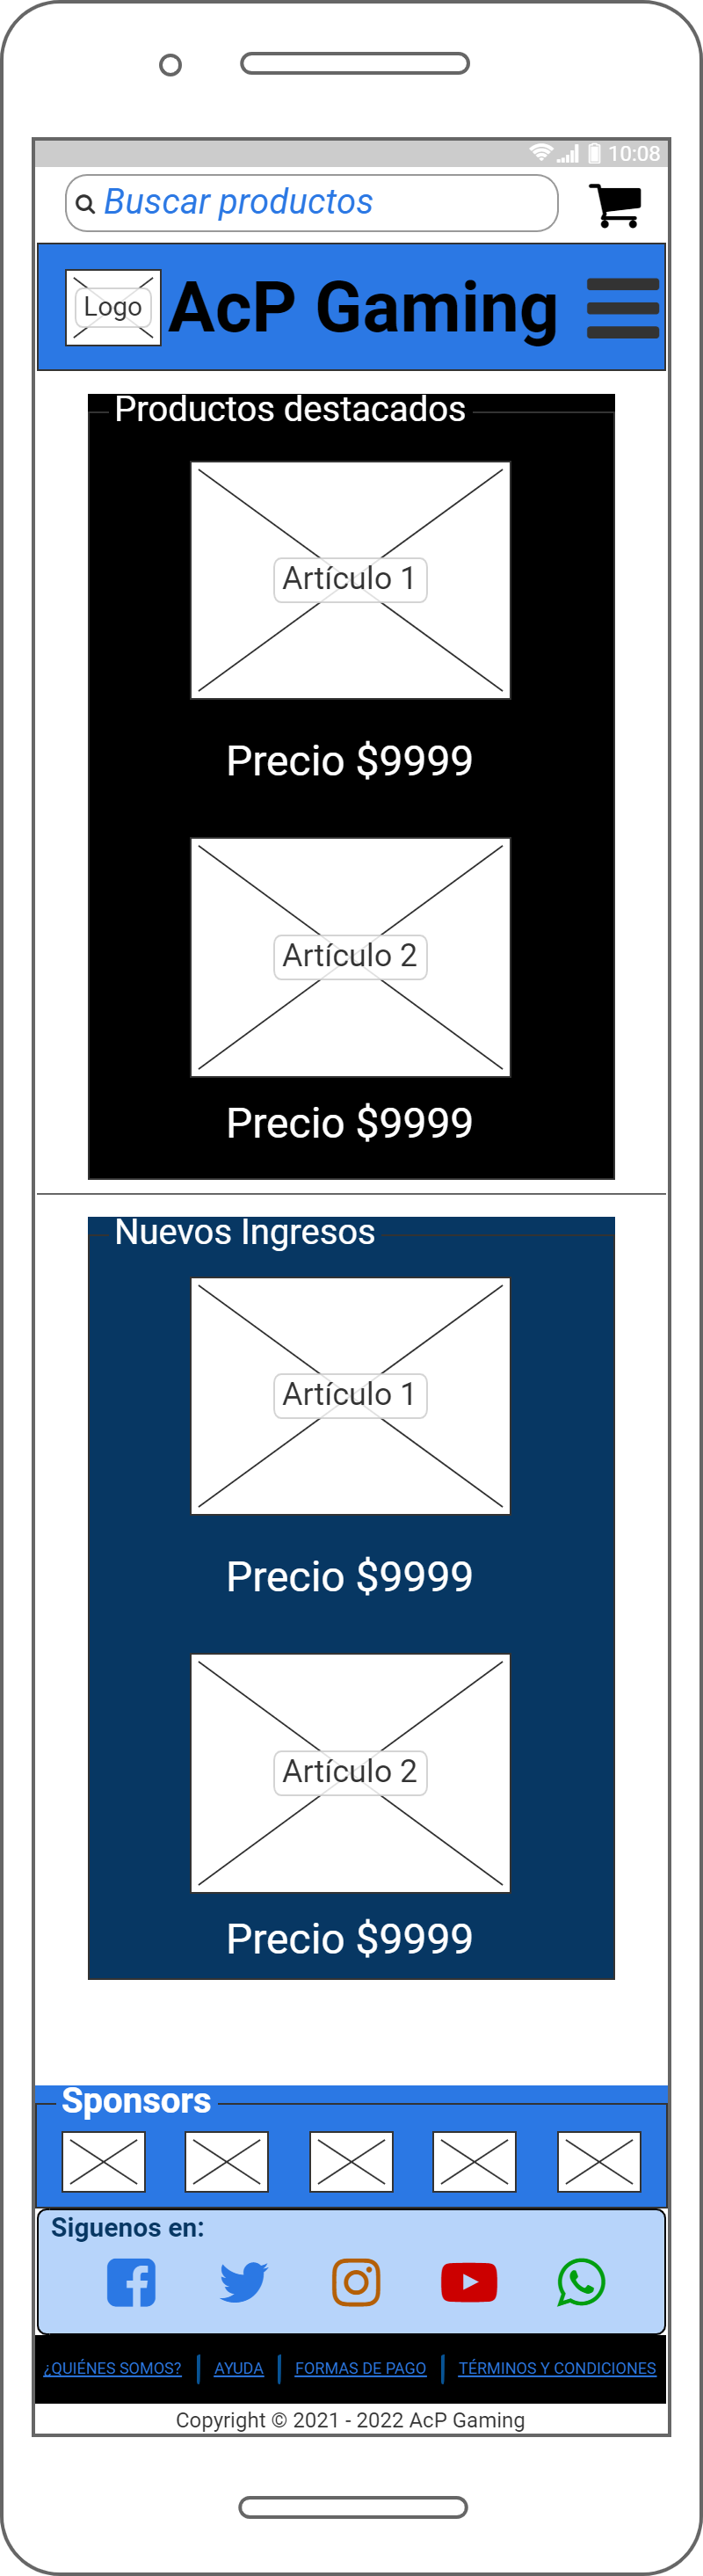 10:08
Buscar productos
Logo
AcP Gaming
Productos destacados
Artículo 1
Precio $9999
Artículo 2
Precio $9999
Nuevos Ingresos
Artículo 1
Precio $9999
Artículo 2
Precio $9999
Sponsors
Siguenos en:
¿QUIÉNES SOMOS? AYUDA FORMAS DE PAGO TÉRMINOS Y CONDICIONES
Copyright © 2021 - 2022 AcP Gaming